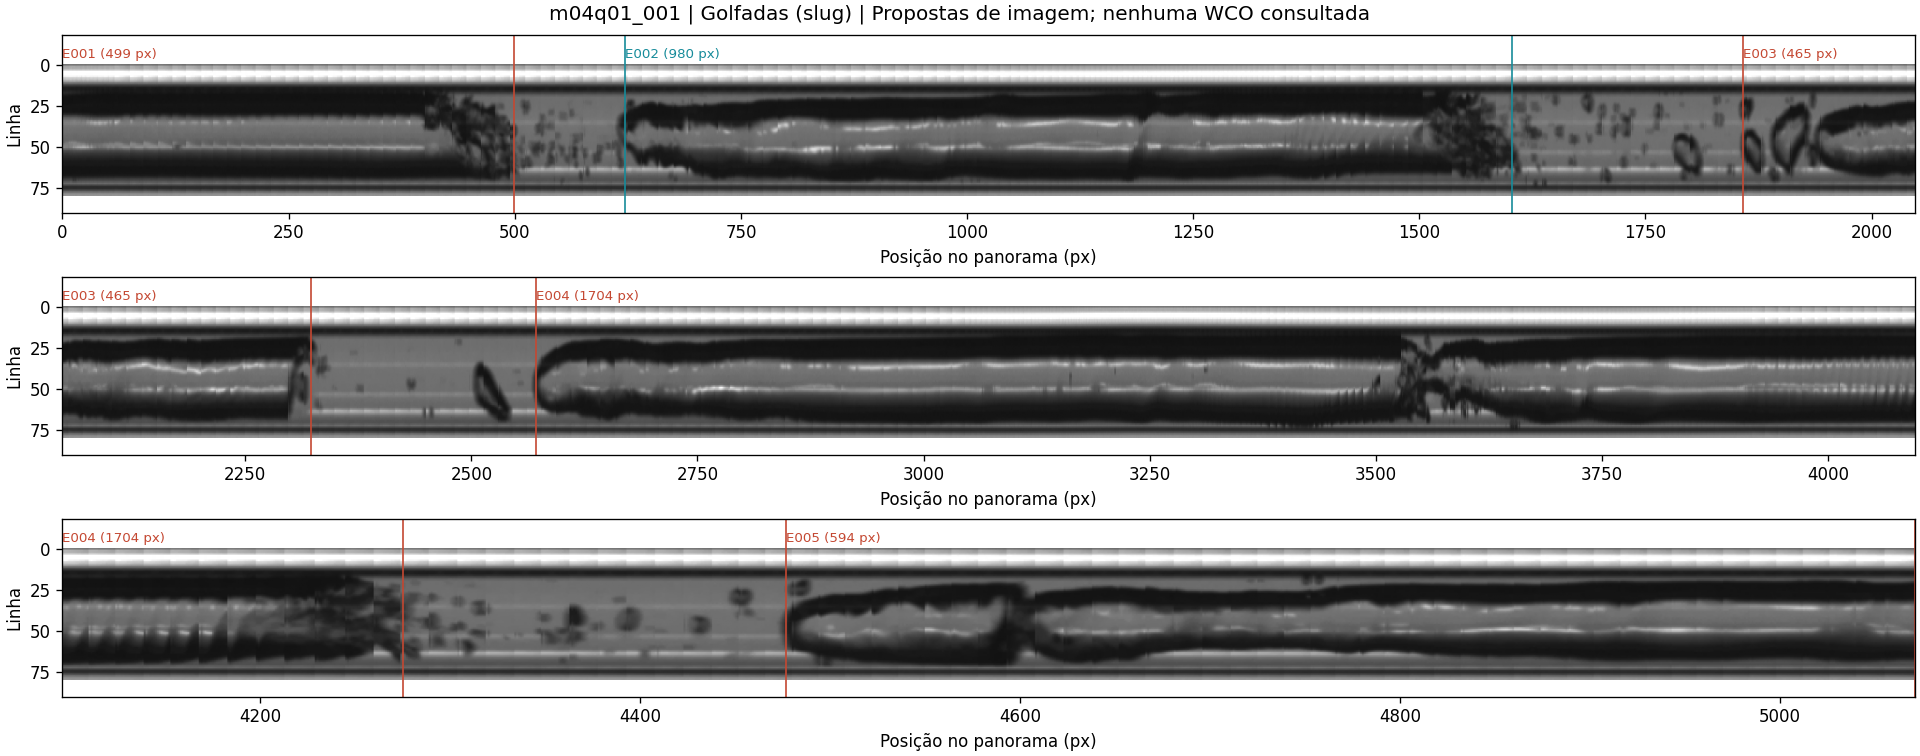 m04q01_001 | Golfadas (slug) | Propostas de imagem; nenhuma WCO consultada
E001 (499 px) E002 (980 px) E003 (465 px)
0
25
50
75
Linha
0 250 500 750 1000 1250 1500 1750 2000
Posição no panorama (px)
E003 (465 px) E004 (1704 px)
0
25
50
75
Linha
2250 2500 2750 3000 3250 3500 3750 4000
Posição no panorama (px)
E004 (1704 px) E005 (594 px)
0
25
50
75
Linha
4200 4400 4600 4800 5000
Posição no panorama (px)